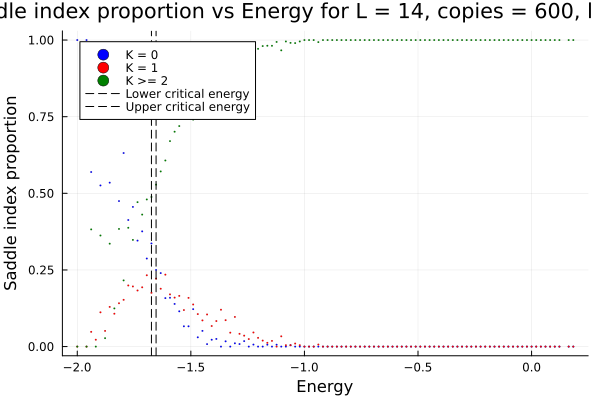 dle index proportion vs Energy for L = 14, copies = 600,
1.00
0.75
0.50
0.25
0.00
Saddle index proportion
K = 0
K = 1
K >= 2
Lower critical energy
Upper critical energy
−2.0 −1.5 −1.0 −0.5 0.0
Energy